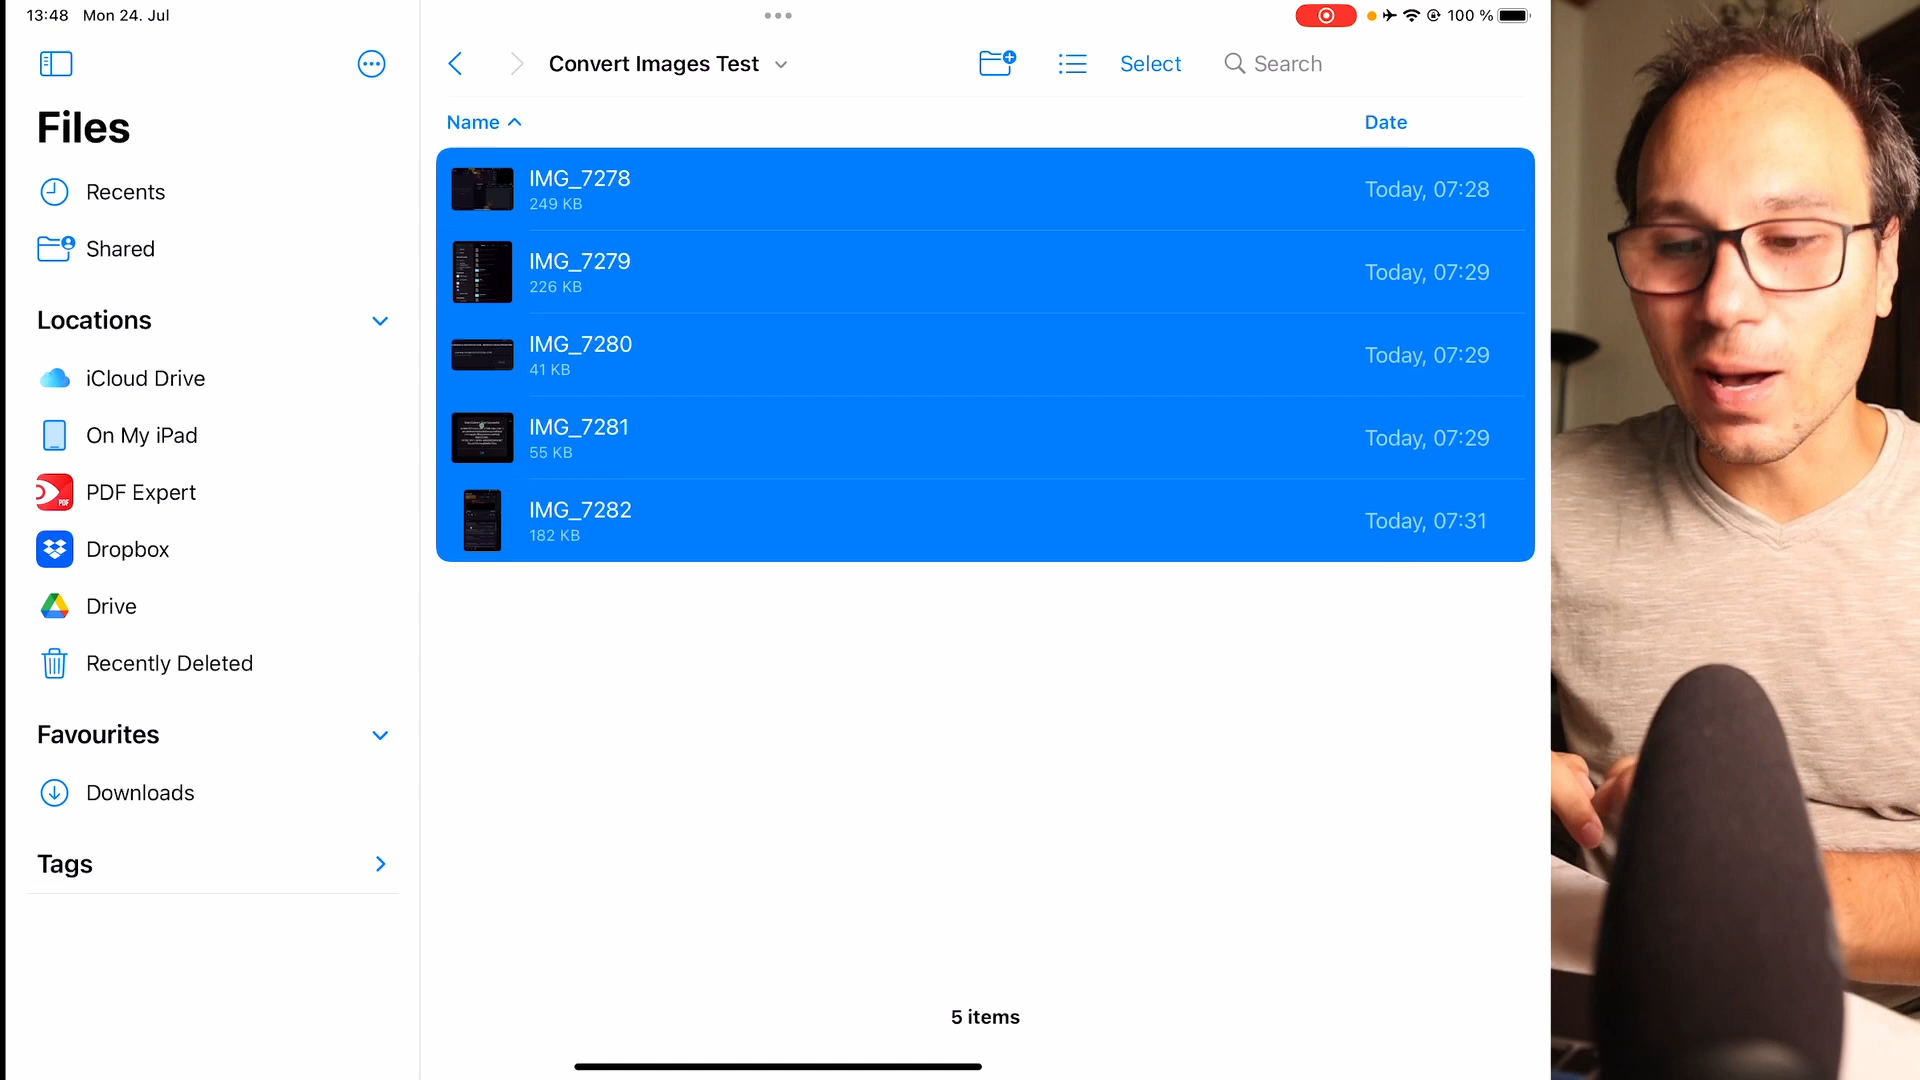 13:48 Mon 24. Jul
100 %
Files
Recents
Shared
Locations
iCloud Drive
On My iPad
PDF Expert
Dropbox
Drive
Recently Deleted
Favourites
Downloads
Tags
Convert Images Test
Select
Search
Name
Date
IMG_7278
249 KB
Today, 07:28
IMG_7279
226 KB
Today, 07:29
IMG_7280
41 KB
Today, 07:29
IMG_7281
55 KB
Today, 07:29
IMG_7282
182 KB
Today, 07:31
5 items